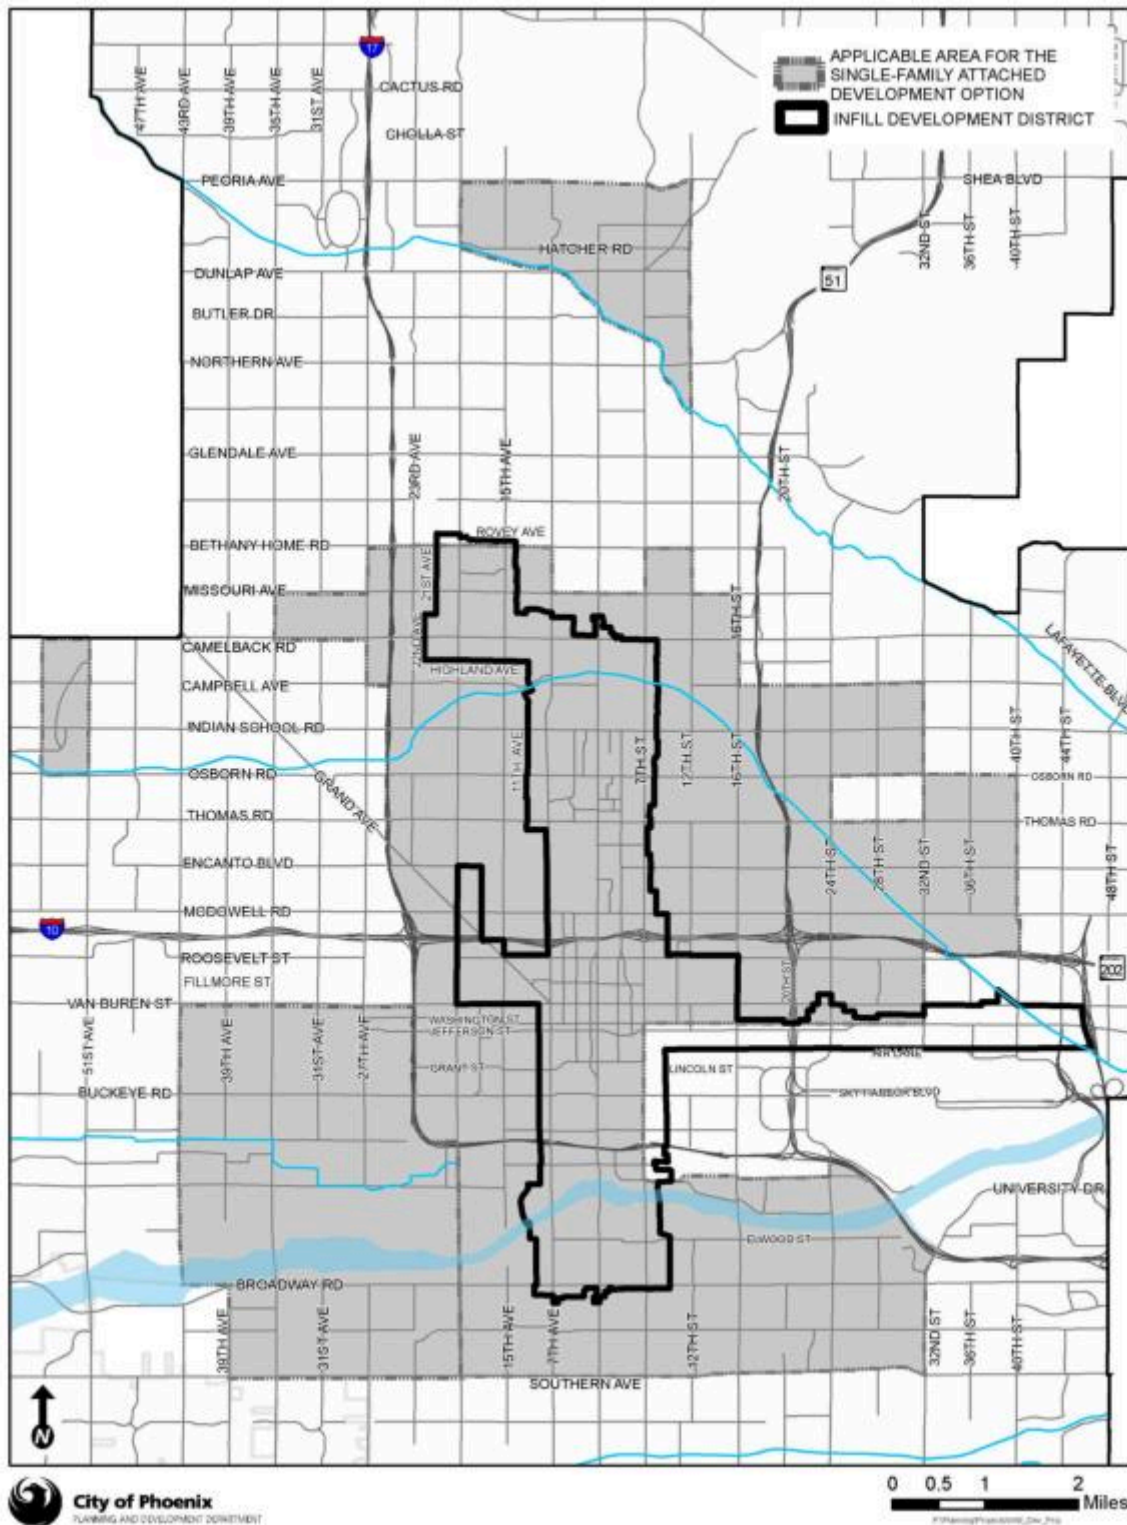 17
47TH AVE
43RD AVE
39TH AVE
35TH AVE
31ST AVE
CACTUS RD
CHOLLA ST
APPLICABLE AREA FOR THE
SINGLE-FAMILY ATTACHED
DEVELOPMENT OPTION
INFILL DEVELOPMENT DISTRICT
PEORIA AVE
SHEA BLVD
HATCHER RD
32ND ST
36TH ST
40TH ST
DUNLAP AVE
51
BUTLER DR
NORTHERN AVE
GLENDALE AVE
23RD AVE
15TH AVE
20TH ST
ROVEY AVE
BETHANY HOME RD
21ST AVE
MISSOURI AVE
16TH ST
22ND AVE
CAMELBACK RD
LAFAYETTE BLVD
HIGHLAND AVE
CAMPBELL AVE
INDIAN SCHOOL RD
40TH ST
44TH ST
11TH AVE
7TH ST
12TH ST
16TH ST
OSBORN RD
OSBORN RD
GRAND AVE
THOMAS RD
THOMAS RD
ENCANTO BLVD
24TH ST
28TH ST
32ND ST
36TH ST
48TH ST
MCDOWELL RD
10
ROOSEVELT ST
202
FILLMORE ST
20TH ST
VAN BUREN ST
WASHINGTON ST
JEFFERSON ST
51ST AVE
39TH AVE
31ST AVE
27TH AVE
AIR LANE
GRANT ST
LINCOLN ST
BUCKEYE RD
SKY HARBOR BLVD
UNIVERSITY DR
ELWOOD ST
BROADWAY RD
39TH AVE
31ST AVE
15TH AVE
7TH AVE
12TH ST
32ND ST
36TH ST
40TH ST
SOUTHERN AVE
N
City of Phoenix
PLANNING AND DEVELOPMENT DEPARTMENT
0 0.5 1 2
Miles